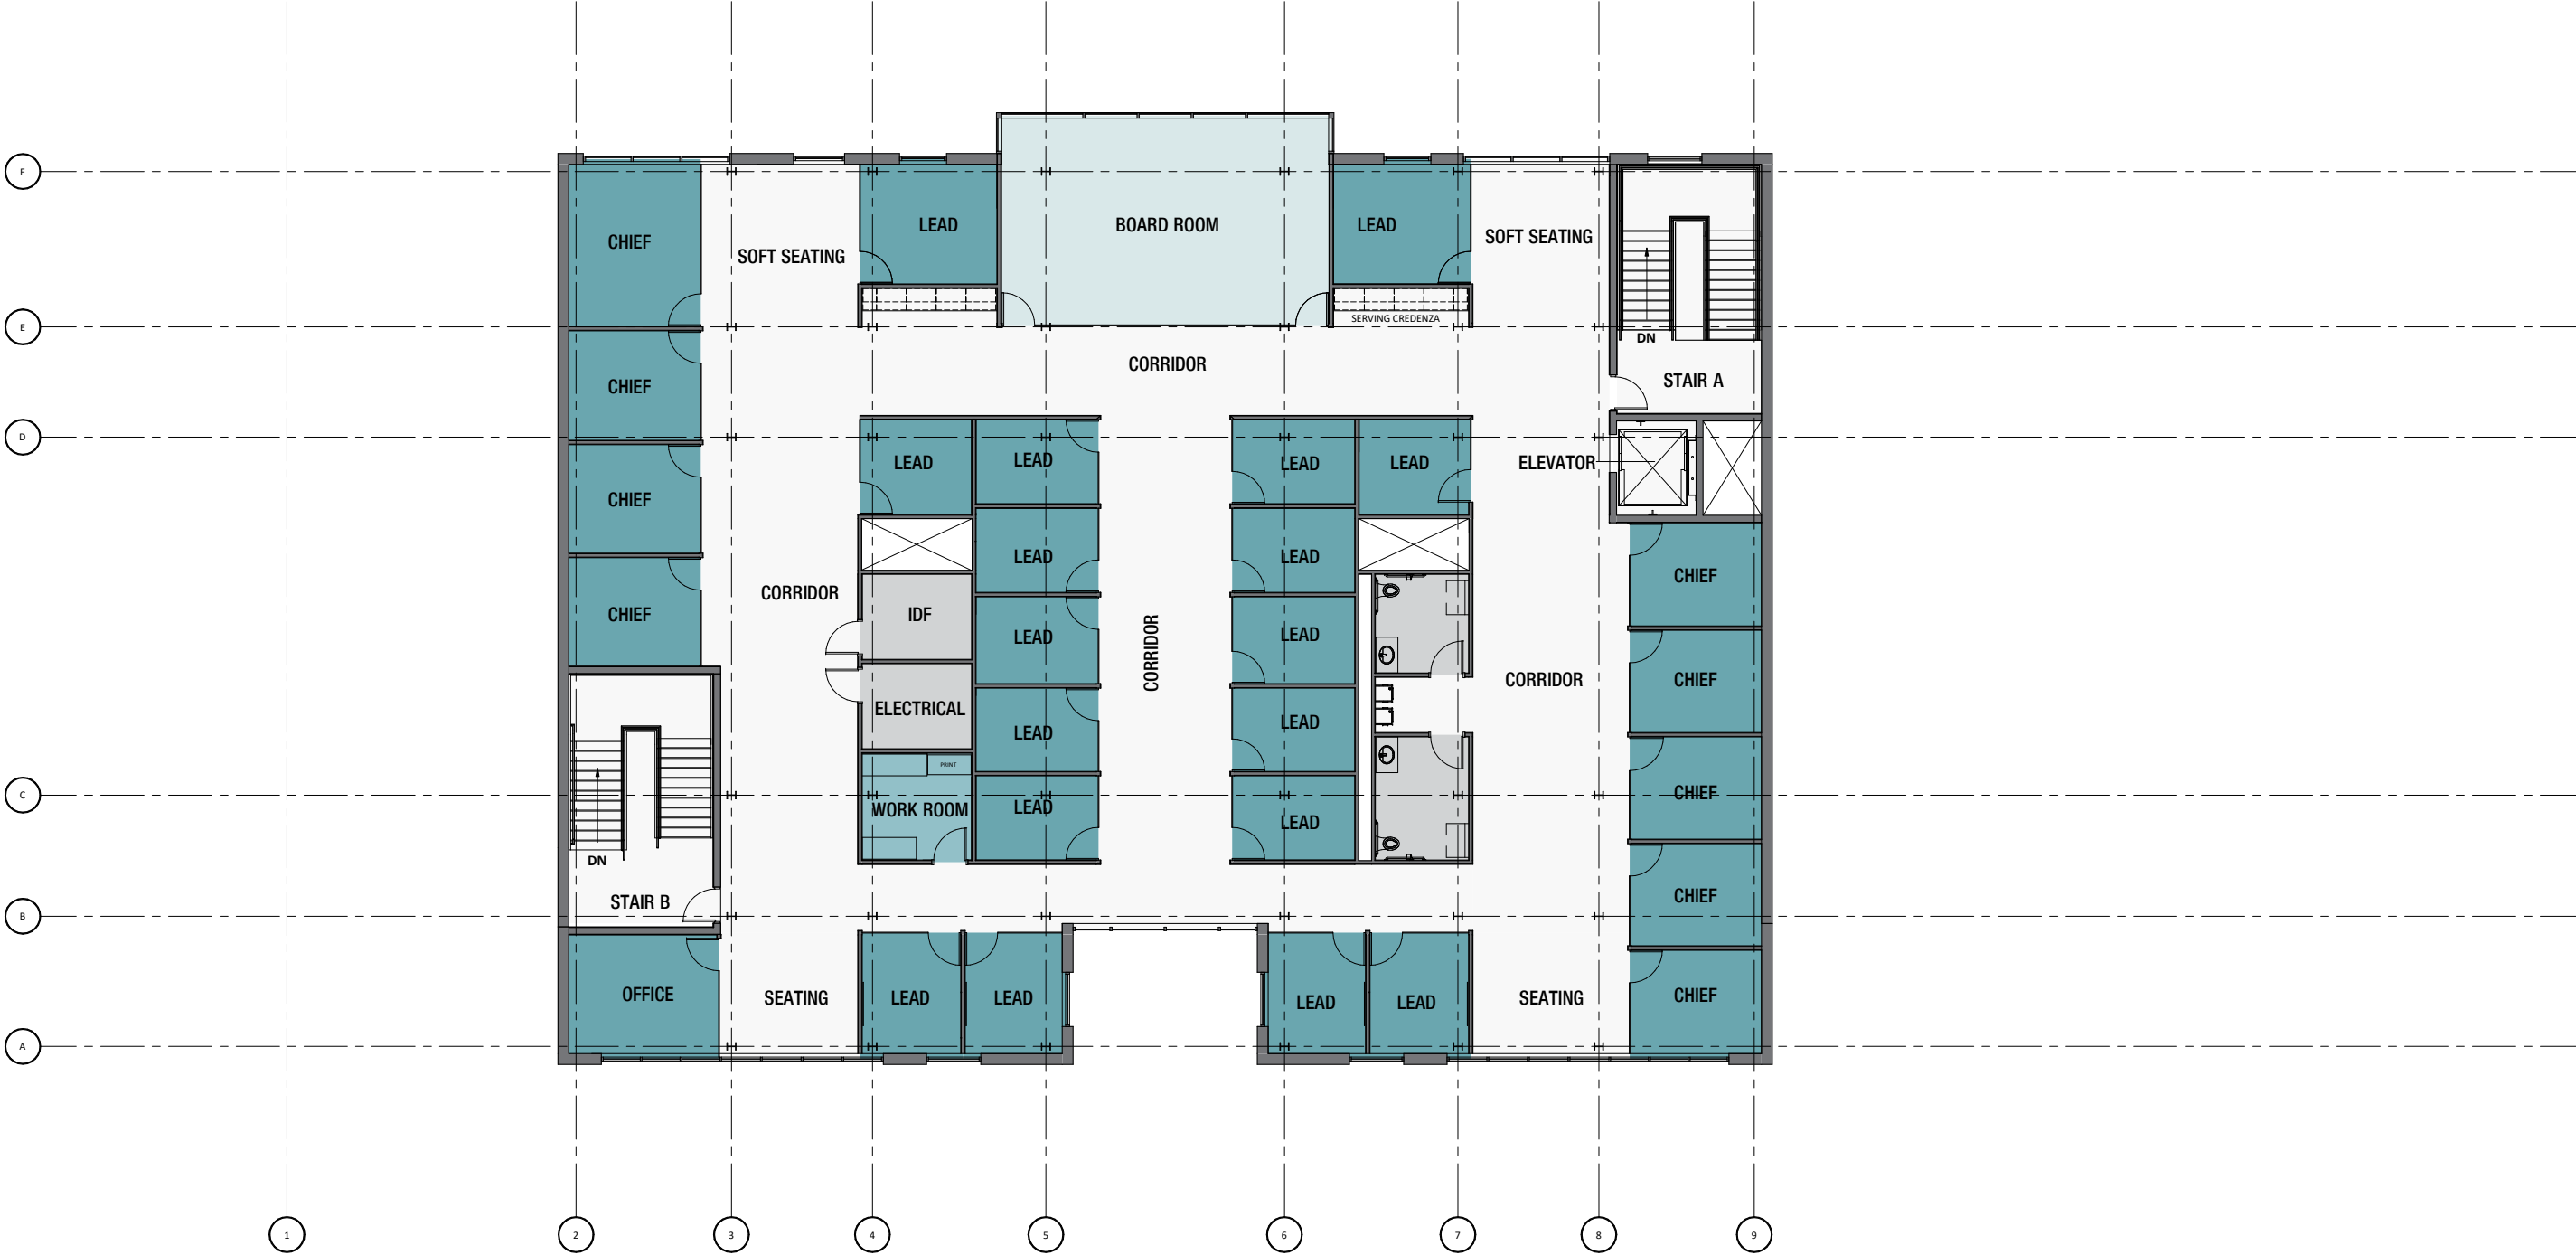 F
CHIEF
SOFT SEATING
LEAD
BOARD ROOM
LEAD
SOFT SEATING
SERVING CREDENZA
E
DN
CORRIDOR
STAIR A
CHIEF
D
LEAD
LEAD
LEAD
LEAD
ELEVATOR
CHIEF
LEAD
LEAD
CHIEF
CORRIDOR
IDF
CHIEF
LEAD
LEAD
CORRIDOR
CORRIDOR
CHIEF
ELECTRICAL
LEAD
LEAD
PRINT
C
WORK ROOM
LEAD
LEAD
CHIEF
DN
STAIR B
CHIEF
B
OFFICE
SEATING
LEAD
LEAD
LEAD
LEAD
SEATING
CHIEF
A
1
2
3
4
5
6
7
8
9